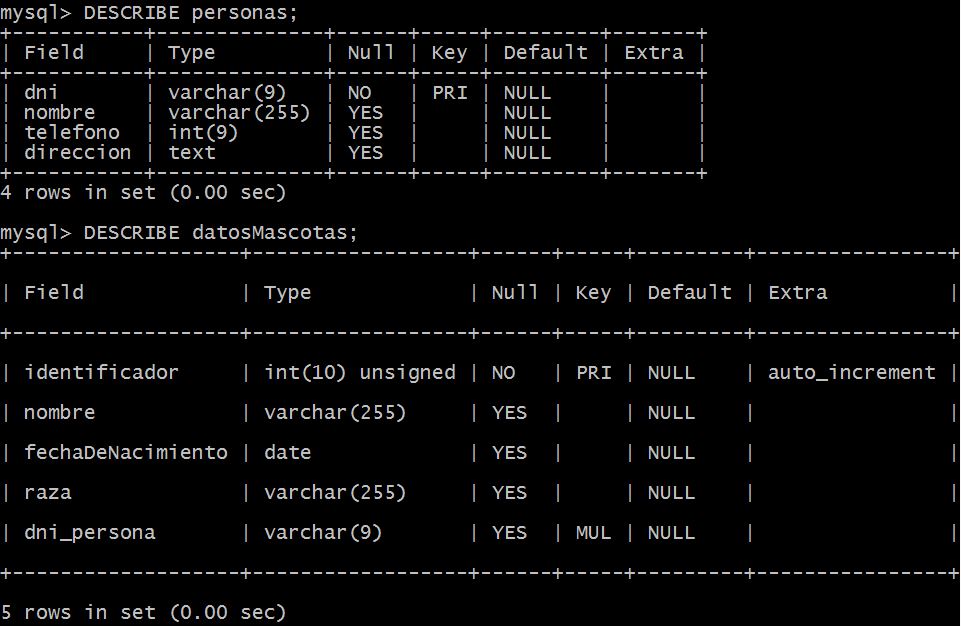 mysql> DESCRIBE personas;
+-----------+--------------+------+-----+---------+-------+
| Field     | Type         | Null | Key | Default | Extra |
+-----------+--------------+------+-----+---------+-------+
| dni       | varchar(9)   | NO   | PRI | NULL    |       |
| nombre    | varchar(255) | YES  |     | NULL    |       |
| telefono  | int(9)       | YES  |     | NULL    |       |
| direccion | text         | YES  |     | NULL    |       |
+-----------+--------------+------+-----+---------+-------+
4 rows in set (0.00 sec)
mysql> DESCRIBE datosMascotas;
+-------------------+------------------+------+-----+---------+----------------+
| Field             | Type             | Null | Key | Default | Extra          |
+-------------------+------------------+------+-----+---------+----------------+
| identificador     | int(10) unsigned | NO   | PRI | NULL    | auto_increment |
| nombre            | varchar(255)     | YES  |     | NULL    |                |
| fechaDeNacimiento | date             | YES  |     | NULL    |                |
| raza              | varchar(255)     | YES  |     | NULL    |                |
| dni_persona       | varchar(9)       | YES  | MUL | NULL    |                |
+-------------------+------------------+------+-----+---------+----------------+
5 rows in set (0.00 sec)